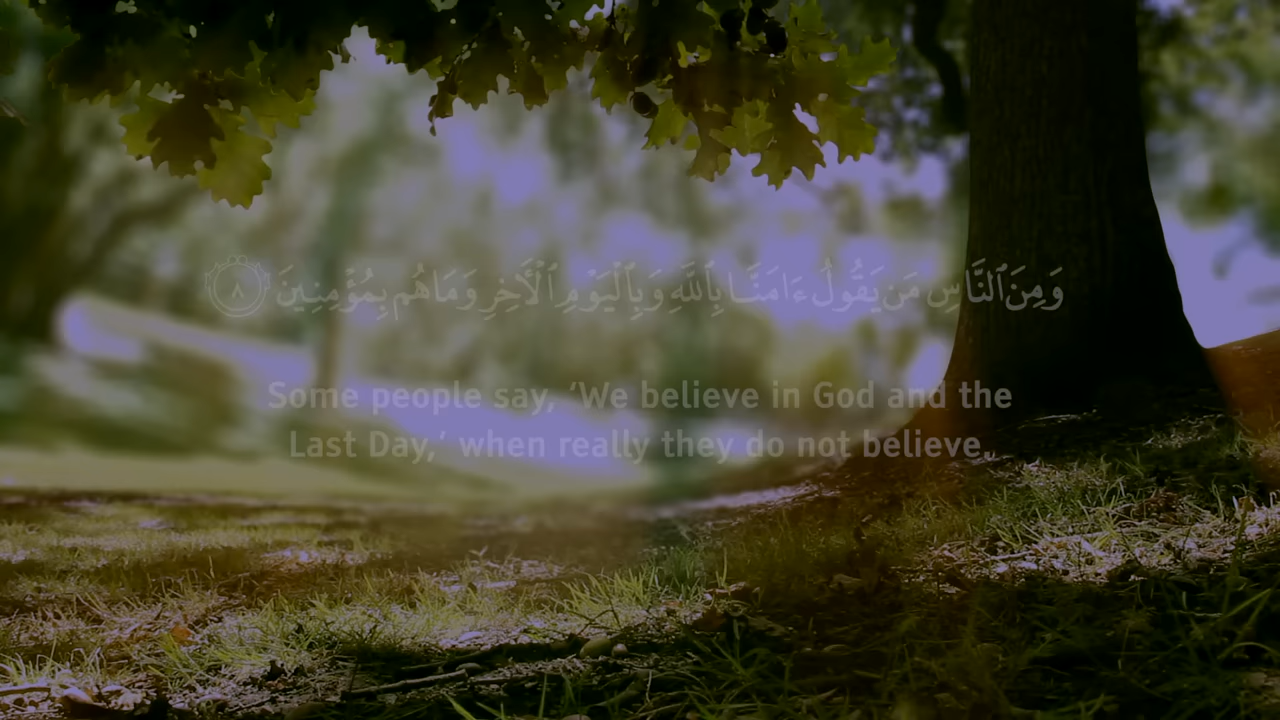 وَمِنَ ٱلنَّاسِ مَن يَقُولُ ءَامَنَّا بِٱللَّهِ وَبِٱلْيَوْمِ ٱلْأَخِرِ وَمَا هُم بِمُؤْمِنِينَ ٨
Some people say, ‘We believe in God and the
Last Day,’ when really they do not believe.